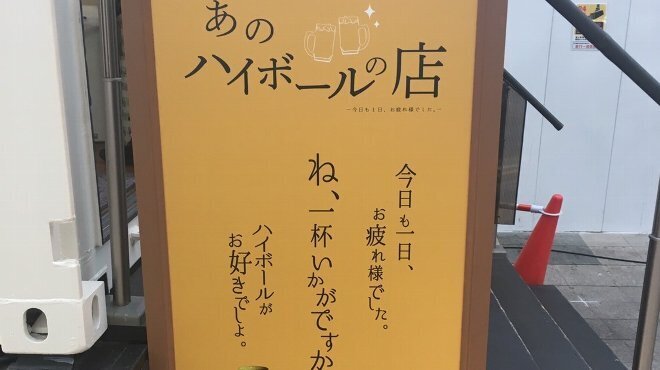 あの
ハイボールの店
－今日も1日、お疲れ様でした。－
今日も一日、
お疲れ様でした。
ね、一杯いかがですか
ハイボールが
お好きでしょ。